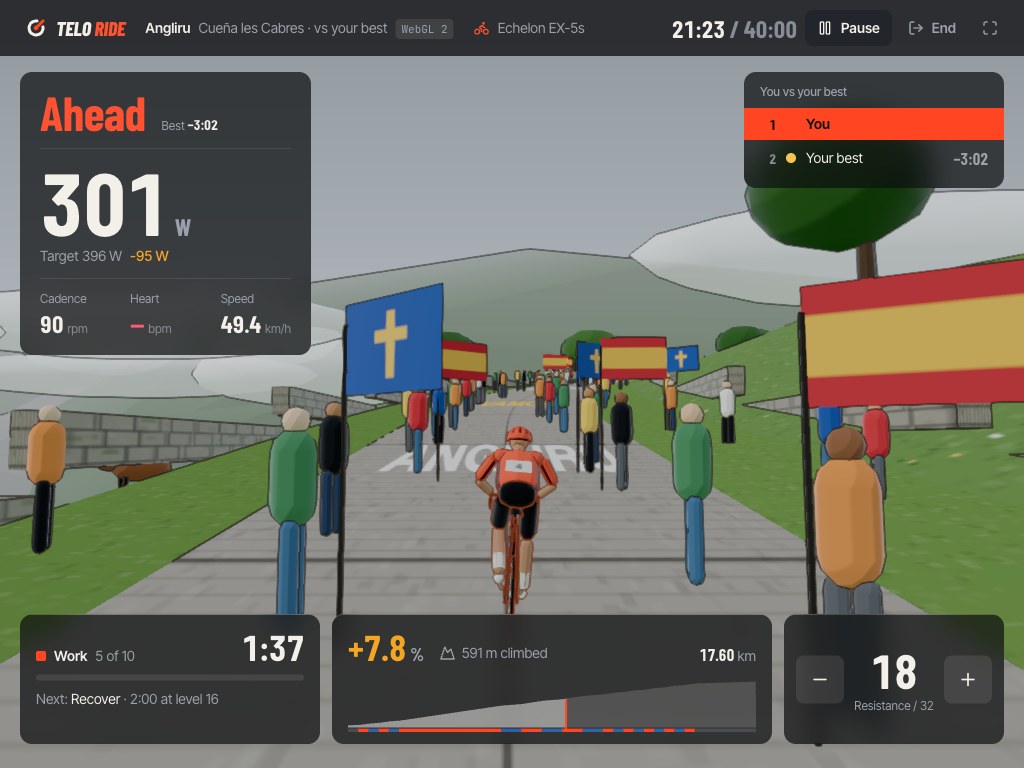 TELO RIDE
Angliru Cueña les Cabres · vs your best WebGL 2 Echelon EX-5s
21:23 / 40:00
Pause
End
Ahead Best −3:02
301 W
Target 396 W -95 W
Cadence Heart Speed
90 rpm – bpm 49.4 km/h
You vs your best
1 You
2 Your best −3:02
4
Work 5 of 10 1:37
Next: Recover · 2:00 at level 16
+7.8 % 591 m climbed 17.60 km
− 18 +
Resistance / 32